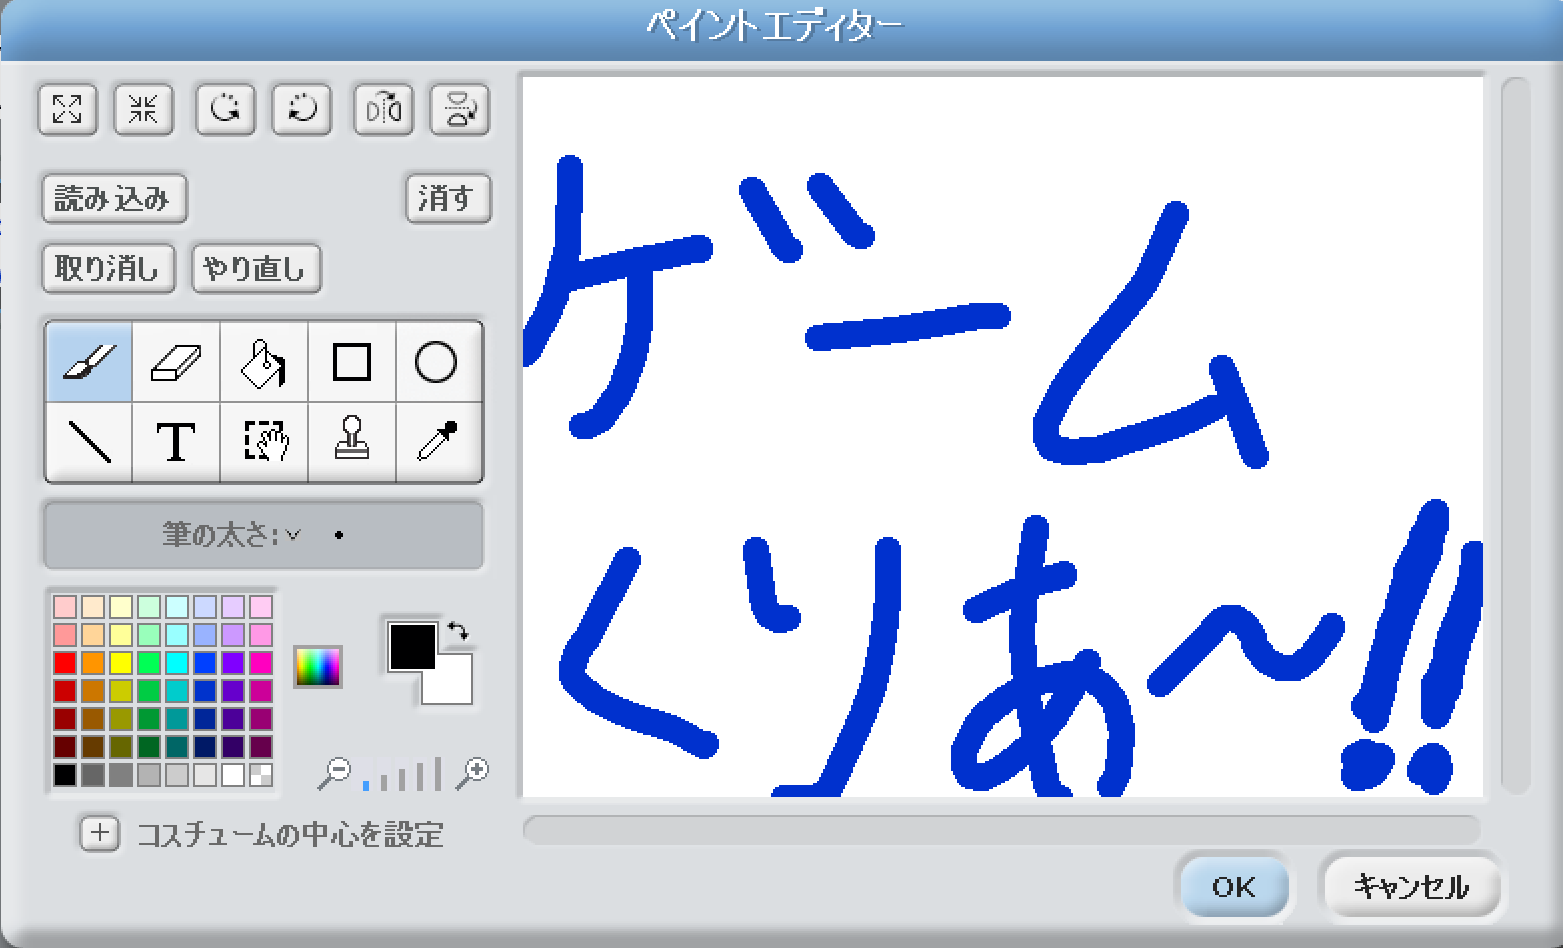 ペイントエディター
読み込み 消す
取り消し やり直し
T
筆の太さ:
コスチュームの中心を設定
ゲーム
くりあ～!!
OK キャンセル